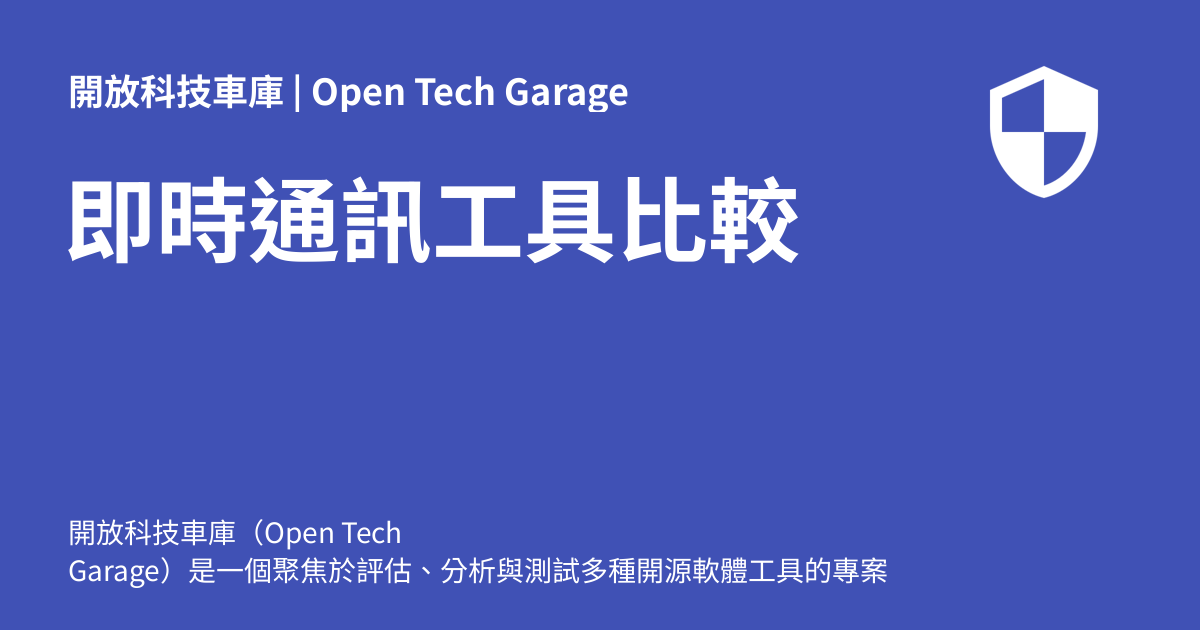 開放科技車庫 | Open Tech Garage
即時通訊工具比較
開放科技車庫（Open Tech
Garage）是一個聚焦於評估、分析與測試多種開源軟體工具的專案